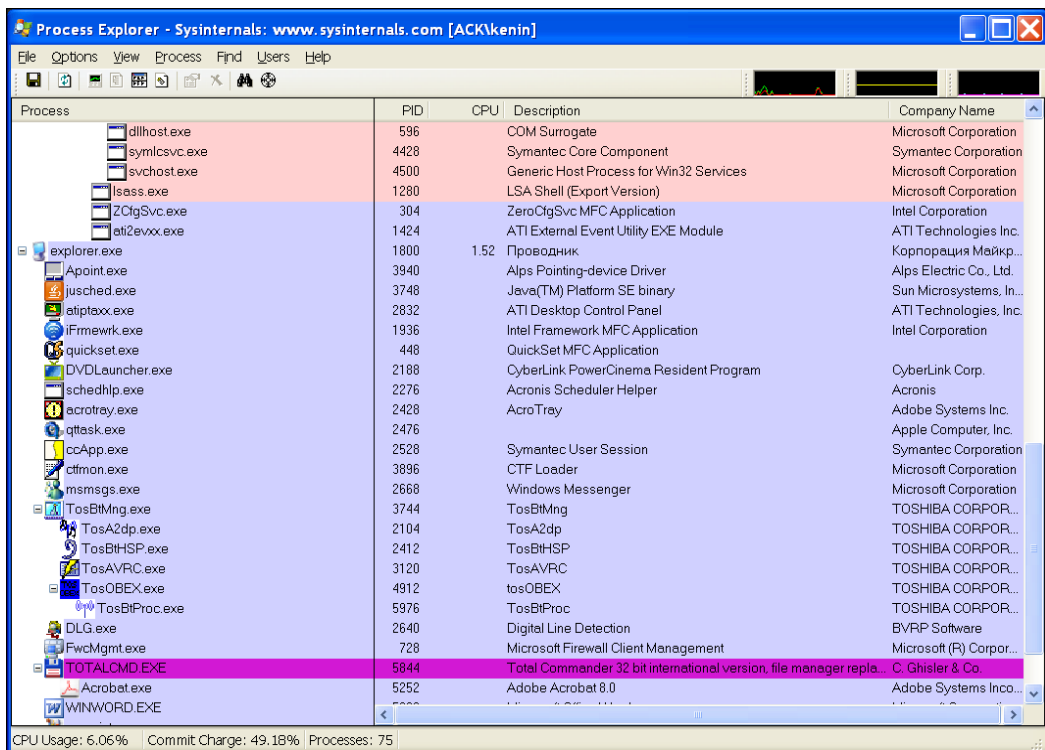 Process Explorer - Sysinternals: www.sysinternals.com [ACK\kenin]
File Options View Process Find Users Help
Process PID CPU Description Company Name
dllhost.exe 596 COM Surrogate Microsoft Corporation
symlcsvc.exe 4428 Symantec Core Component Symantec Corporation
svchost.exe 4500 Generic Host Process for Win32 Services Microsoft Corporation
lsass.exe 1280 LSA Shell (Export Version) Microsoft Corporation
ZCfgSvc.exe 304 ZeroCfgSvc MFC Application Intel Corporation
ati2evxx.exe 1424 ATI External Event Utility EXE Module ATI Technologies Inc.
explorer.exe 1800 1.52 Проводник Корпорация Майкр...
Apoint.exe 3940 Alps Pointing-device Driver Alps Electric Co., Ltd.
jusched.exe 3748 Java(TM) Platform SE binary Sun Microsystems, In...
atiptaxx.exe 2832 ATI Desktop Control Panel ATI Technologies, Inc.
iFrmewrk.exe 1936 Intel Framework MFC Application Intel Corporation
quickset.exe 448 QuickSet MFC Application
DVDLauncher.exe 2188 CyberLink PowerCinema Resident Program CyberLink Corp.
schedhlp.exe 2276 Acronis Scheduler Helper Acronis
acrotray.exe 2428 AcroTray Adobe Systems Inc.
qttask.exe 2476 Apple Computer, Inc.
ccApp.exe 2528 Symantec User Session Symantec Corporation
ctfmon.exe 3896 CTF Loader Microsoft Corporation
msmsgs.exe 2668 Windows Messenger Microsoft Corporation
TosBtMng.exe 3744 TosBtMng TOSHIBA CORPOR...
TosA2dp.exe 2104 TosA2dp TOSHIBA CORPOR...
TosBtHSP.exe 2412 TosBtHSP TOSHIBA CORPOR...
TosAVRC.exe 3120 TosAVRC TOSHIBA CORPOR...
TosOBEX.exe 4912 tosOBEX TOSHIBA CORPOR...
TosBtProc.exe 5976 TosBtProc TOSHIBA CORPOR...
DLG.exe 2640 Digital Line Detection BVRP Software
FwcMgmt.exe 728 Microsoft Firewall Client Management Microsoft (R) Corpor...
TOTALCMD.EXE 5844 Total Commander 32 bit international version, file manager repla... C. Ghisler & Co.
Acrobat.exe 5252 Adobe Acrobat 8.0 Adobe Systems Inco...
WINWORD.EXE
CPU Usage: 6.06% Commit Charge: 49.18% Processes: 75